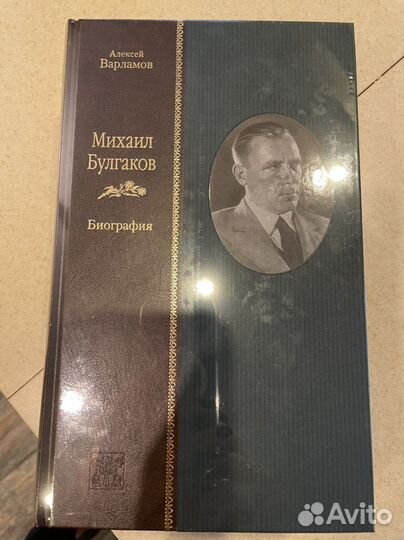 Алексей
Варламов
Михаил
Булгаков
Биография
Avito